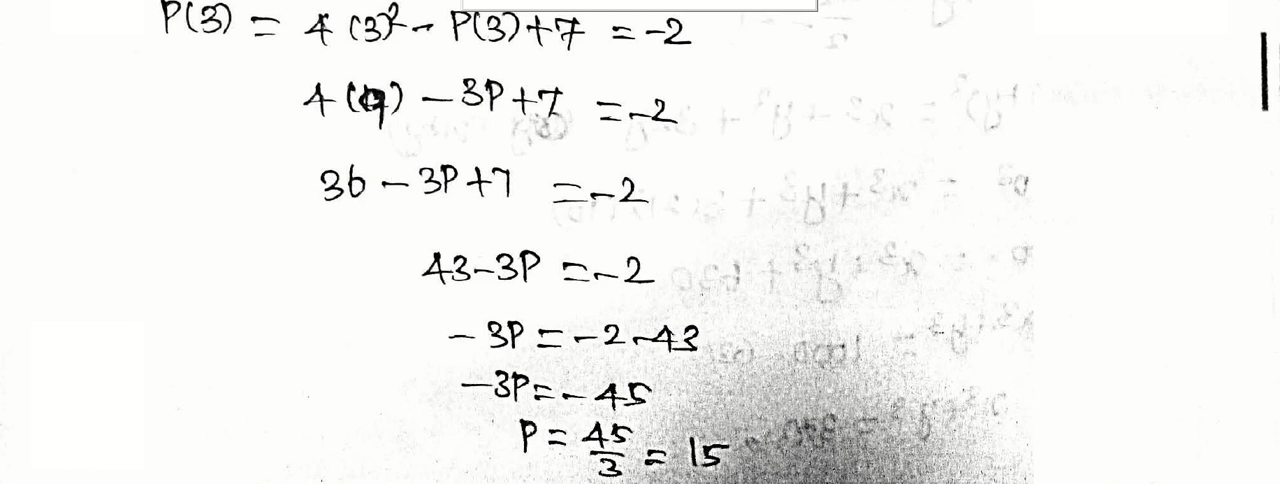 P(3) = 4 (3)² - P(3) + 7 = -2
4 (9) - 3P + 7 = -2
36 - 3P + 7 = -2
43 - 3P = -2
- 3P = -2 - 43
- 3P = - 45
P = 45/3 = 15